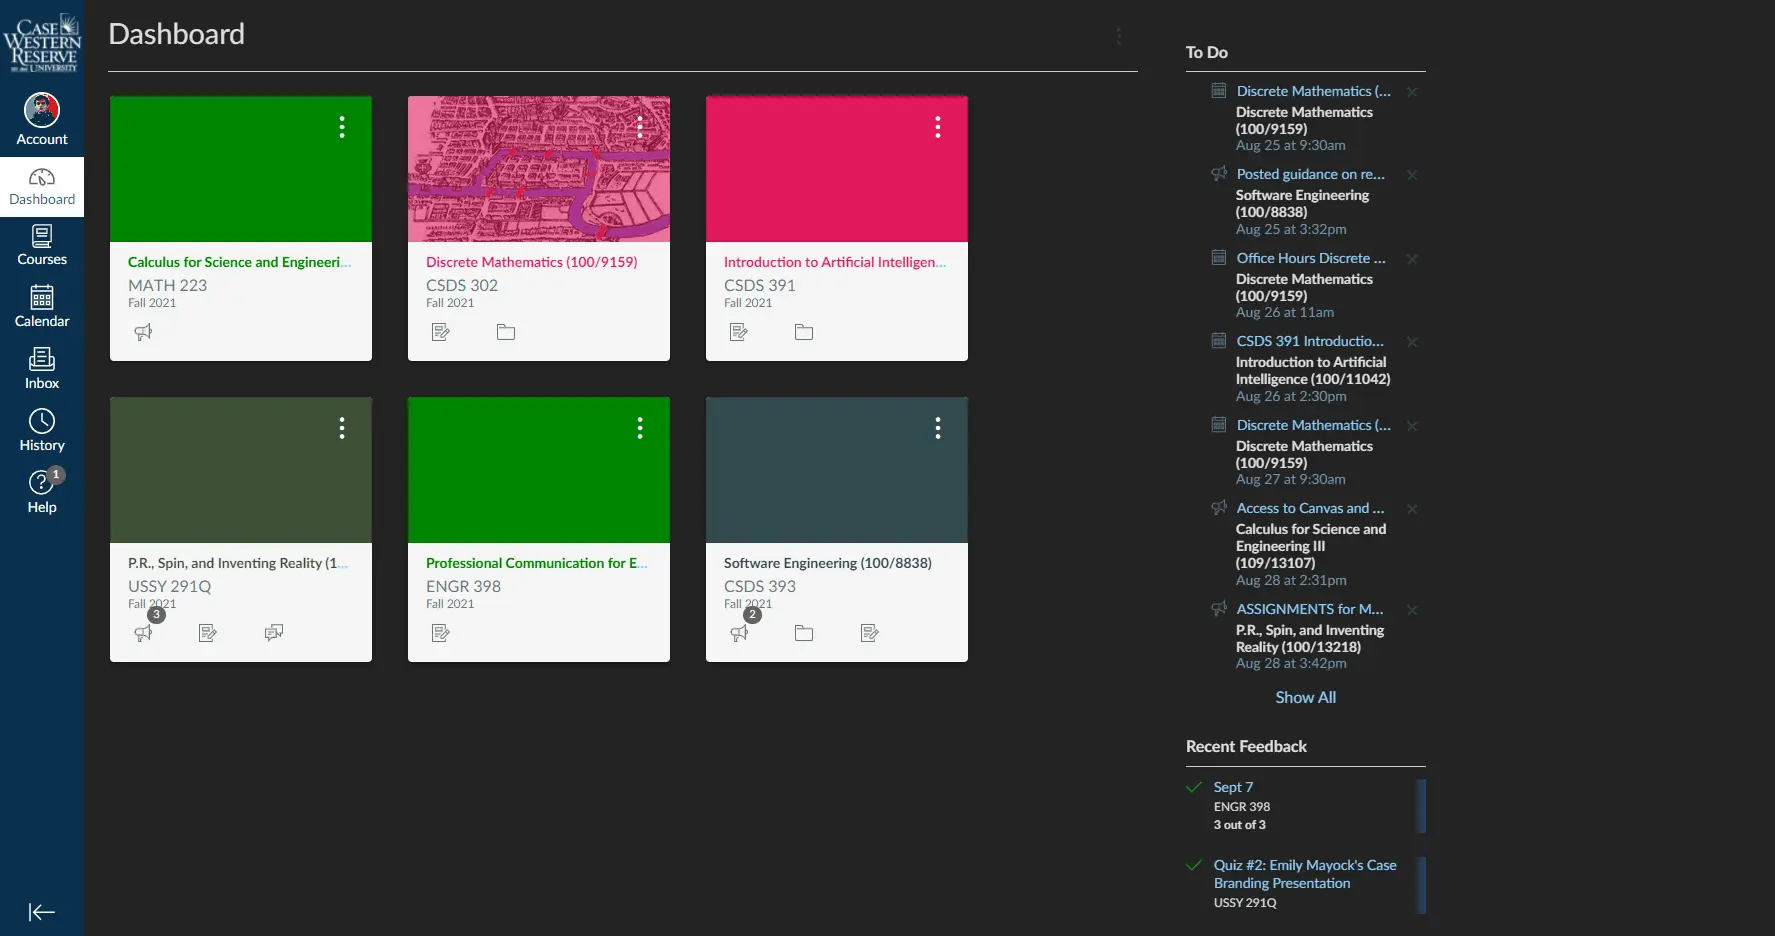 CASE
WESTERN
RESERVE
UNIVERSITY
Account
Dashboard
Courses
Calendar
Inbox
History
1
Help
Dashboard
Calculus for Science and Engineeri...
MATH 223
Fall 2021
Discrete Mathematics (100/9159)
CSDS 302
Fall 2021
Introduction to Artificial Intelligen...
CSDS 391
Fall 2021
P.R., Spin, and Inventing Reality (1...
USSY 291Q
Fall 2021
3
Professional Communication for E...
ENGR 398
Fall 2021
Software Engineering (100/8838)
CSDS 393
Fall 2021
2
To Do
Discrete Mathematics (...
Discrete Mathematics
(100/9159)
Aug 25 at 9:30am
Posted guidance on re...
Software Engineering
(100/8838)
Aug 25 at 3:32pm
Office Hours Discrete ...
Discrete Mathematics
(100/9159)
Aug 26 at 11am
CSDS 391 Introductio...
Introduction to Artificial
Intelligence (100/11042)
Aug 26 at 2:30pm
Discrete Mathematics (...
Discrete Mathematics
(100/9159)
Aug 27 at 9:30am
Access to Canvas and ...
Calculus for Science and
Engineering III
(109/13107)
Aug 28 at 2:31pm
ASSIGNMENTS for M...
P.R., Spin, and Inventing
Reality (100/13218)
Aug 28 at 3:42pm
Show All
Recent Feedback
Sept 7
ENGR 398
3 out of 3
Quiz #2: Emily Mayock's Case
Branding Presentation
USSY 291Q